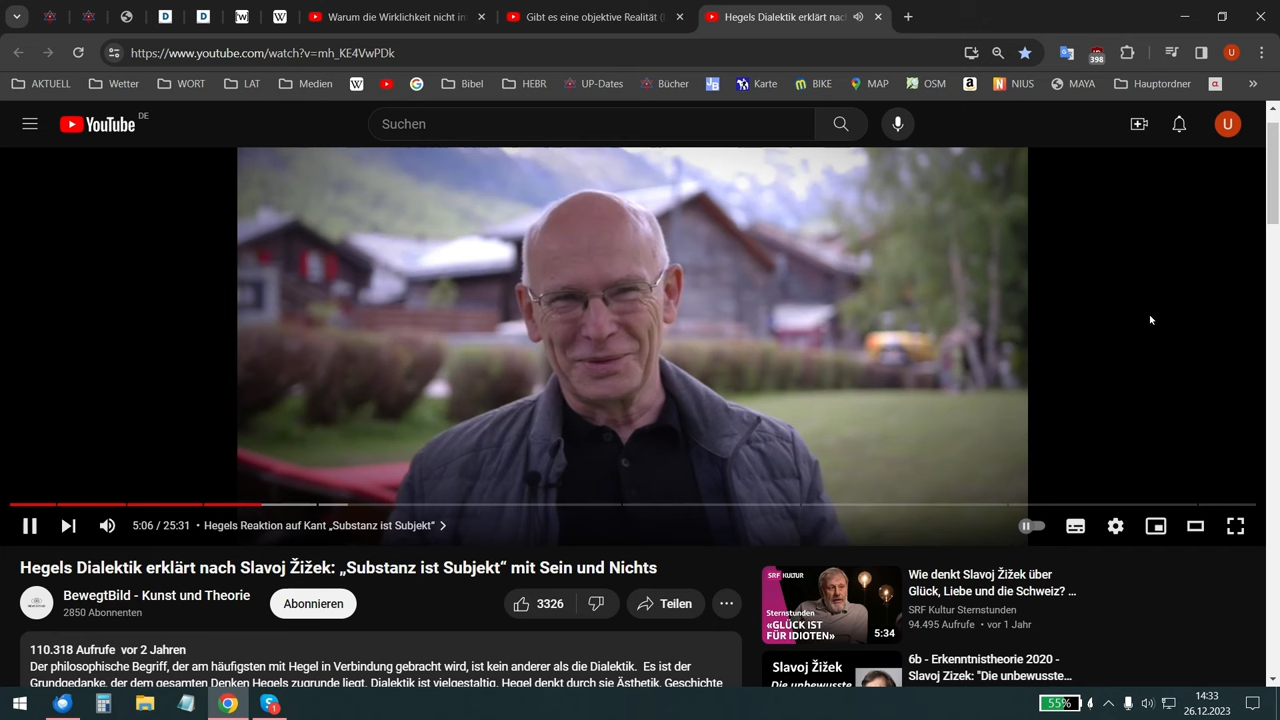 Warum die Wirklichkeit nicht in
Gibt es eine objektive Realität (
Hegels Dialektik erklärt nac
https://www.youtube.com/watch?v=mh_KE4VwPDk
398
U
AKTUELL
Wetter
WORT
LAT
Medien
Bibel
HEBR
UP-Dates
Bücher
Karte
BIKE
MAP
OSM
NIUS
MAYA
Hauptordner
YouTube DE
Suchen
U
5:06 / 25:31 • Hegels Reaktion auf Kant „Substanz ist Subjekt“
Hegels Dialektik erklärt nach Slavoj Žižek: „Substanz ist Subjekt“ mit Sein und Nichts
BewegtBild - Kunst und Theorie
2850 Abonnenten
Abonnieren
3326
Teilen
110.318 Aufrufe vor 2 Jahren
Der philosophische Begriff, der am häufigsten mit Hegel in Verbindung gebracht wird, ist kein anderer als die Dialektik. Es ist der
Grundgedanke, der dem gesamten Denken Hegels zugrunde liegt. Dialektik ist vielgestaltig. Hegel denkt durch sie Ästhetik, Geschichte
SRF KULTUR
Sternstunden
«GLÜCK IST
FÜR IDIOTEN»
5:34
Wie denkt Slavoj Žižek über
Glück, Liebe und die Schweiz? ...
SRF Kultur Sternstunden
94.495 Aufrufe • vor 1 Jahr
Slavoj Žižek
Die unbewusste
6b - Erkenntnistheorie 2020 -
Slavoj Zizek: "Die unbewusste...
55%
14:33
26.12.2023